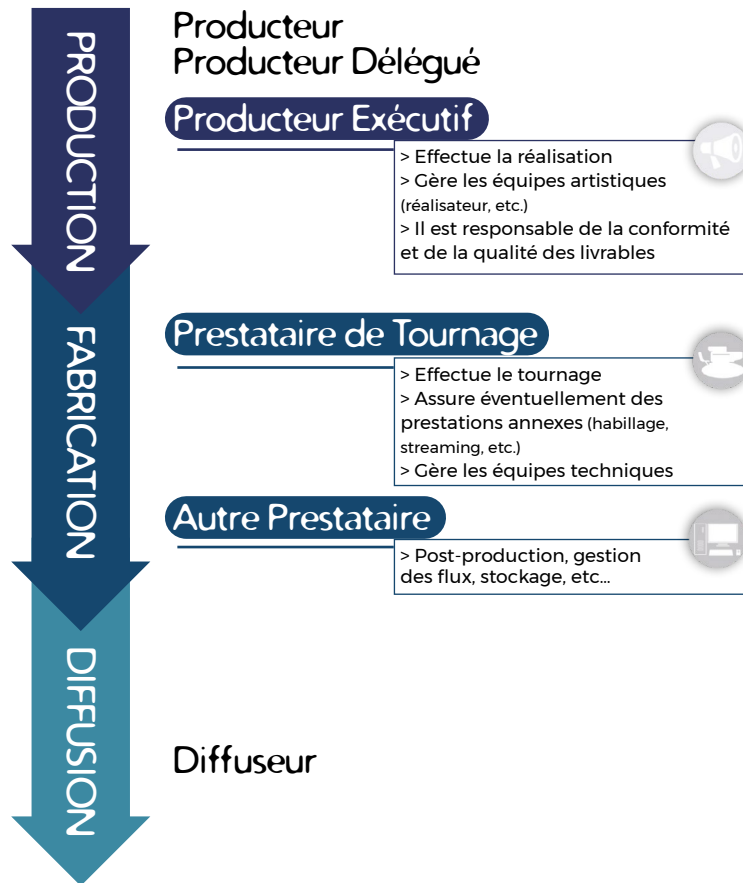 PRODUCTION
Producteur
Producteur Délégué
Producteur Exécutif
> Effectue la réalisation
> Gère les équipes artistiques
(réalisateur, etc.)
> Il est responsable de la conformité
et de la qualité des livrables
FABRICATION
Prestataire de Tournage
> Effectue le tournage
> Assure éventuellement des
prestations annexes (habillage,
streaming, etc.)
> Gère les équipes techniques
Autre Prestataire
> Post-production, gestion
des flux, stockage, etc...
DIFFUSION
Diffuseur